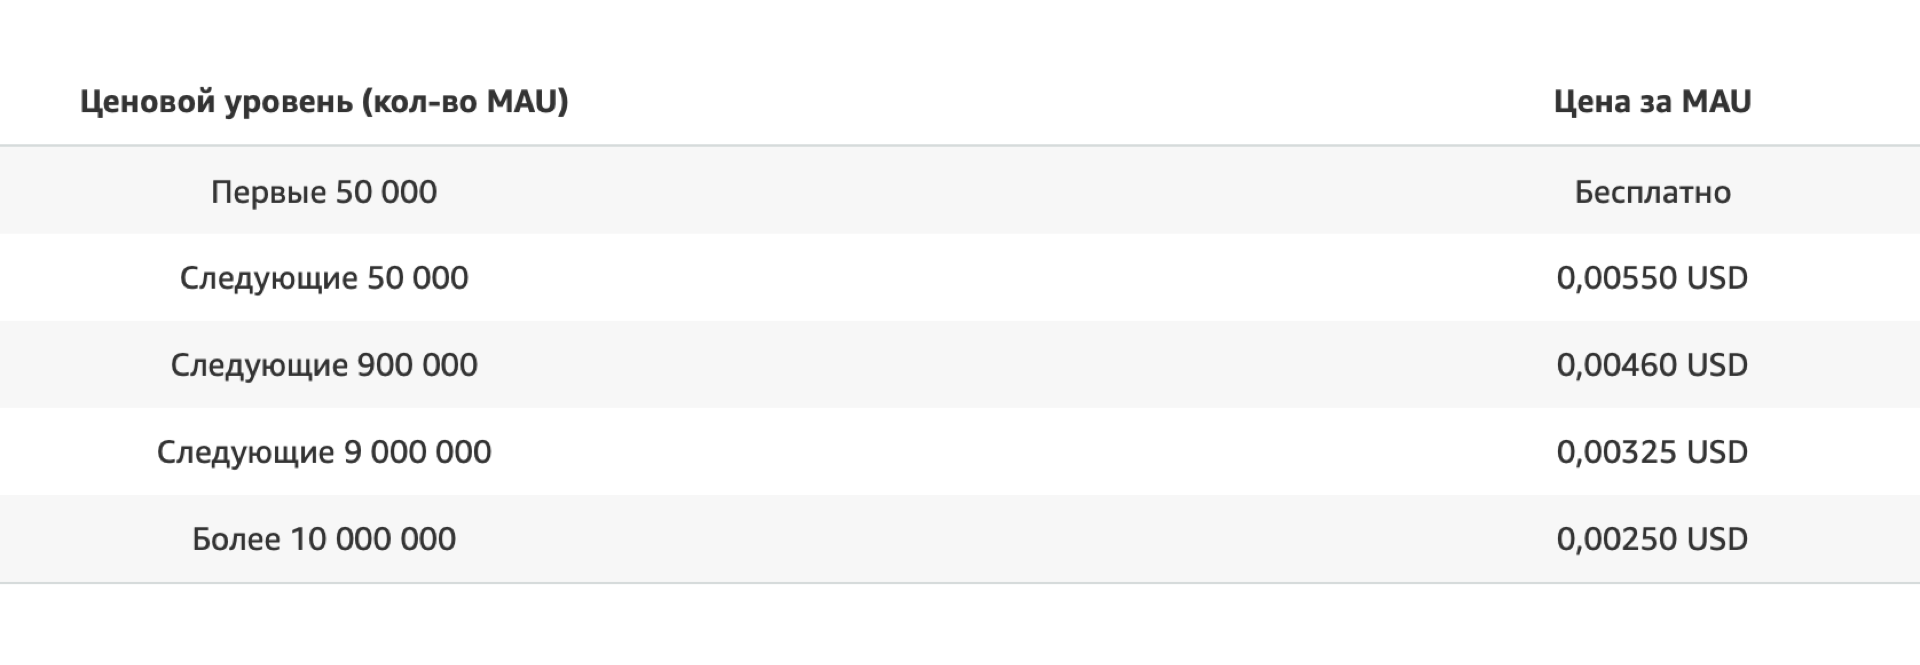 Ценовой уровень (кол-во MAU) Цена за MAU
Первые 50 000 Бесплатно
Следующие 50 000 0,00550 USD
Следующие 900 000 0,00460 USD
Следующие 9 000 000 0,00325 USD
Более 10 000 000 0,00250 USD